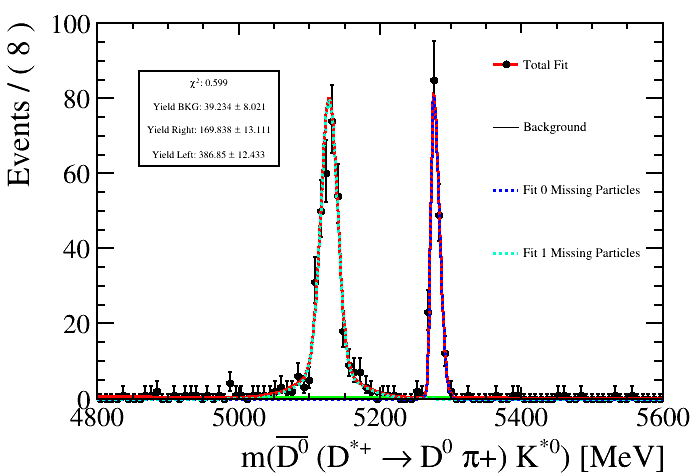 Events / ( 8 )
100
80
60
40
20
0
χ²: 0.599
Yield BKG: 39.234 ± 8.021
Yield Right: 169.838 ± 13.111
Yield Left: 386.85 ± 12.433
Total Fit
Background
Fit 0 Missing Particles
Fit 1 Missing Particles
4800 5000 5200 5400 5600
m(D̅⁰ (D*⁺ → D⁰ π+) K*⁰) [MeV]